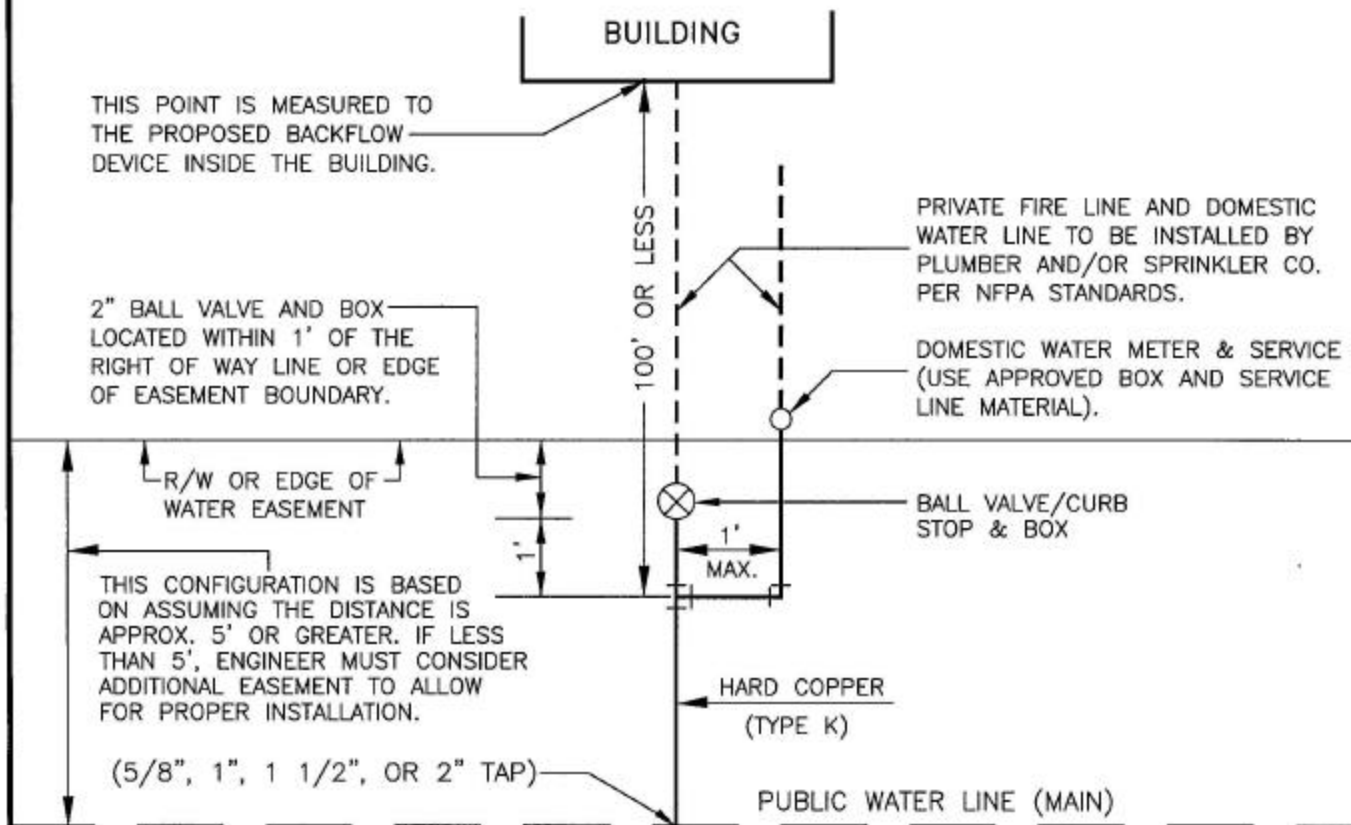 BUILDING
THIS POINT IS MEASURED TO
THE PROPOSED BACKFLOW
DEVICE INSIDE THE BUILDING.
100' OR LESS
PRIVATE FIRE LINE AND DOMESTIC
WATER LINE TO BE INSTALLED BY
PLUMBER AND/OR SPRINKLER CO.
PER NFPA STANDARDS.
2" BALL VALVE AND BOX
LOCATED WITHIN 1' OF THE
RIGHT OF WAY LINE OR EDGE
OF EASEMENT BOUNDARY.
DOMESTIC WATER METER & SERVICE
(USE APPROVED BOX AND SERVICE
LINE MATERIAL).
R/W OR EDGE OF
WATER EASEMENT
BALL VALVE/CURB
STOP & BOX
1'
1'
MAX.
THIS CONFIGURATION IS BASED
ON ASSUMING THE DISTANCE IS
APPROX. 5' OR GREATER. IF LESS
THAN 5', ENGINEER MUST CONSIDER
ADDITIONAL EASEMENT TO ALLOW
FOR PROPER INSTALLATION.
HARD COPPER
(TYPE K)
(5/8", 1", 1 1/2", OR 2" TAP)
PUBLIC WATER LINE (MAIN)